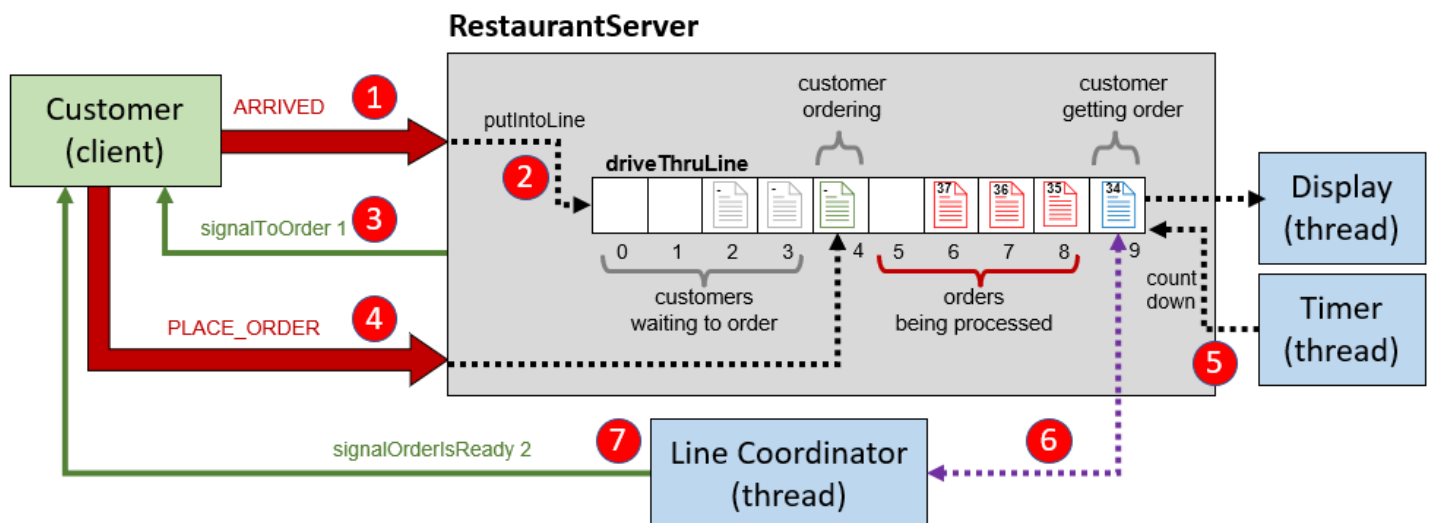 RestaurantServer
Customer
(client)
ARRIVED
1
putIntoLine
2
customer
ordering
customer
getting order
driveThruLine
- - - 37 36 35 34
0 1 2 3 4 5 6 7 8 9
customers
waiting to order
orders
being processed
signalToOrder 1
3
PLACE_ORDER
4
Display
(thread)
count
down
Timer
(thread)
5
signalOrderIsReady 2
7
Line Coordinator
(thread)
6